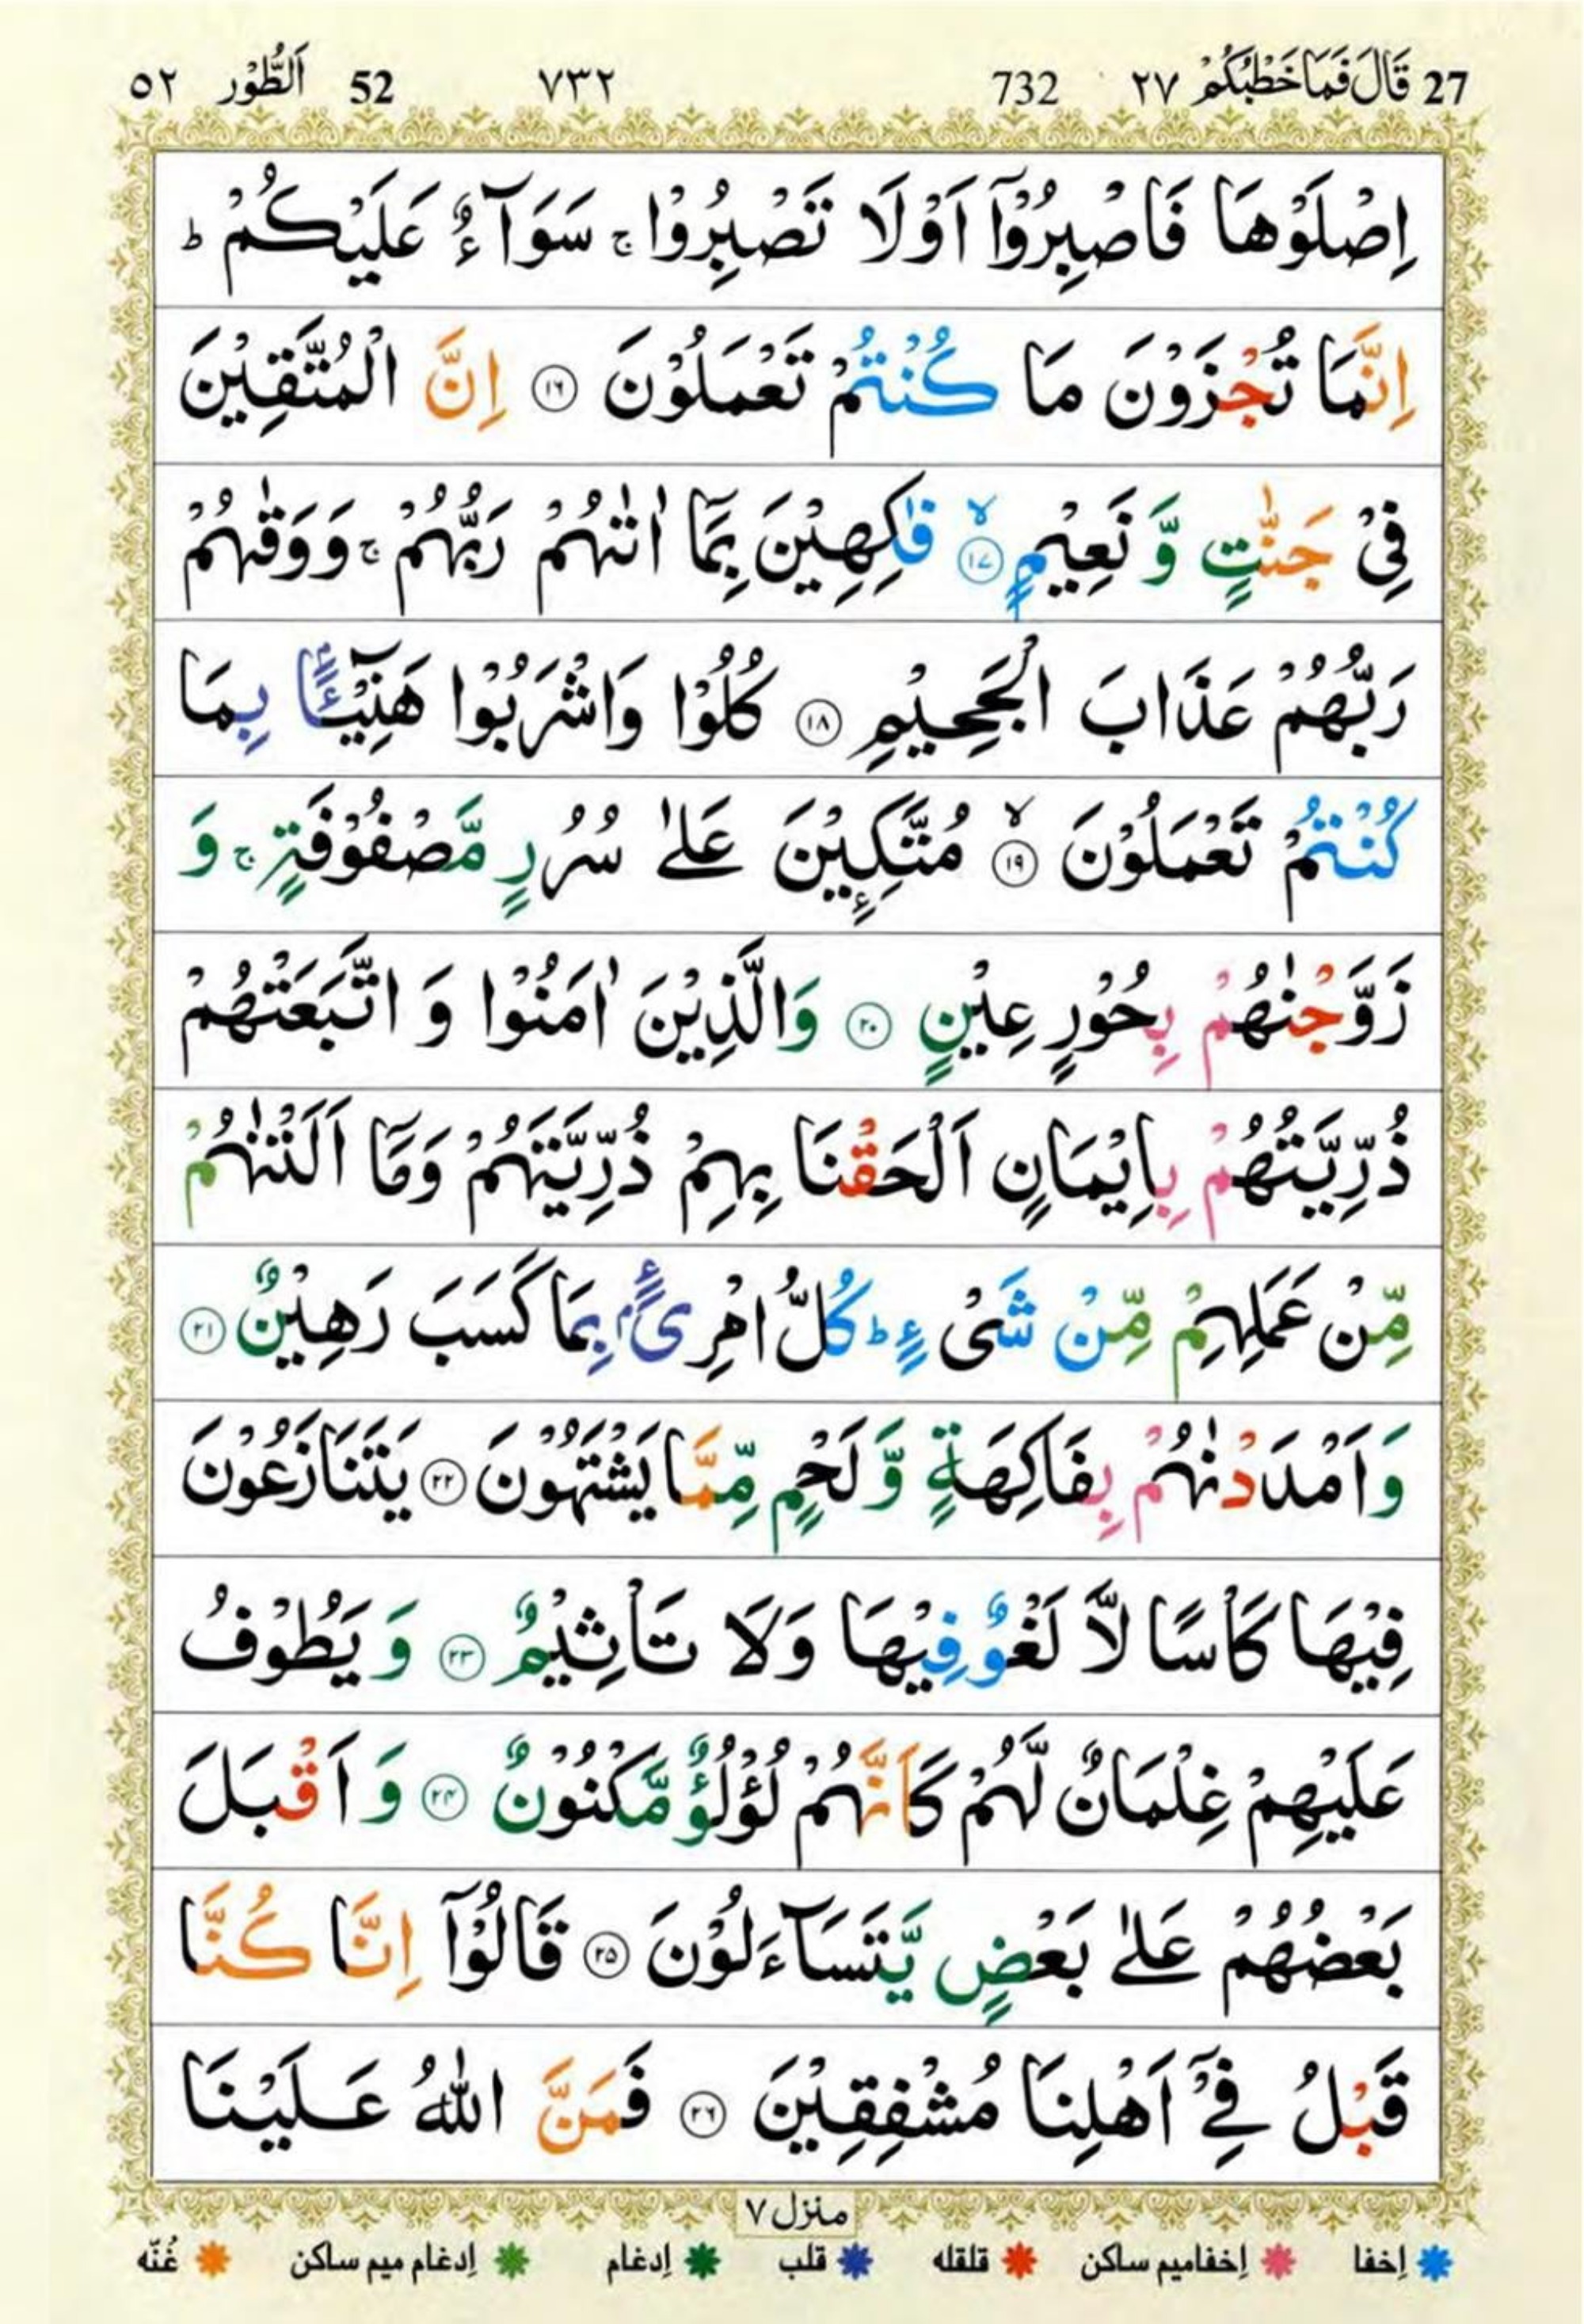 27 قَالَ فَمَا خَطْبُكُمْ ٢٧ 732 ٧٣٢ 52 اَلطُّوْر ٥٢
اِصْلَوْهَا فَاصْبِرُوْۤا اَوْ لَا تَصْبِرُوْا ۚ سَوَآءٌ عَلَيْكُمْ ؕ
اِنَّمَا تُجْزَوْنَ مَا كُنْتُمْ تَعْمَلُوْنَ ﴿١٦﴾ اِنَّ الْمُتَّقِيْنَ
فِيْ جَنّٰتٍ وَّ نَعِيْمٍ ۙ﴿١٧﴾ فٰكِهِيْنَ بِمَاۤ اٰتٰىهُمْ رَبُّهُمْ ۚ وَوَقٰىهُمْ
رَبُّهُمْ عَذَابَ الْجَحِيْمِ ﴿١٨﴾ كُلُوْا وَاشْرَبُوْا هَنِيْٓـئًۢا بِمَا
كُنْتُمْ تَعْمَلُوْنَ ۙ﴿١٩﴾ مُتَّكِـِٕيْنَ عَلٰى سُرُرٍ مَّصْفُوْفَةٍ ۚ وَ
زَوَّجْنٰهُمْ بِحُوْرٍ عِيْنٍ ﴿٢٠﴾ وَالَّذِيْنَ اٰمَنُوْا وَ اتَّبَعَتْهُمْ
ذُرِّيَّتُهُمْ بِاِيْمَانٍ اَلْحَقْنَا بِهِمْ ذُرِّيَّتَهُمْ وَمَاۤ اَلَتْنٰهُمْ
مِّنْ عَمَلِهِمْ مِّنْ شَيْءٍ ؕ كُلُّ امْرِیًٔۢ بِمَا كَسَبَ رَهِيْنٌ ﴿٢١﴾
وَاَمْدَدْنٰهُمْ بِفَاكِهَةٍ وَّ لَحْمٍ مِّمَّا يَشْتَهُوْنَ ﴿٢٢﴾ يَتَنَازَعُوْنَ
فِيْهَا كَاْسًا لَّا لَغْوٌ فِيْهَا وَلَا تَاْثِيْمٌ ﴿٢٣﴾ وَ يَطُوْفُ
عَلَيْهِمْ غِلْمَانٌ لَّهُمْ كَاَنَّهُمْ لُؤْلُؤٌ مَّكْنُوْنٌ ﴿٢٤﴾ وَ اَقْبَلَ
بَعْضُهُمْ عَلٰى بَعْضٍ يَّتَسَآءَلُوْنَ ﴿٢٥﴾ قَالُوْۤا اِنَّا كُنَّا
قَبْلُ فِيْۤ اَهْلِنَا مُشْفِقِيْنَ ﴿٢٦﴾ فَمَنَّ اللّٰهُ عَلَيْنَا
منزل ٧
اِخفا اِخفامیم ساکن قلقله قلب اِدغام اِدغام میم ساکن غُنّه